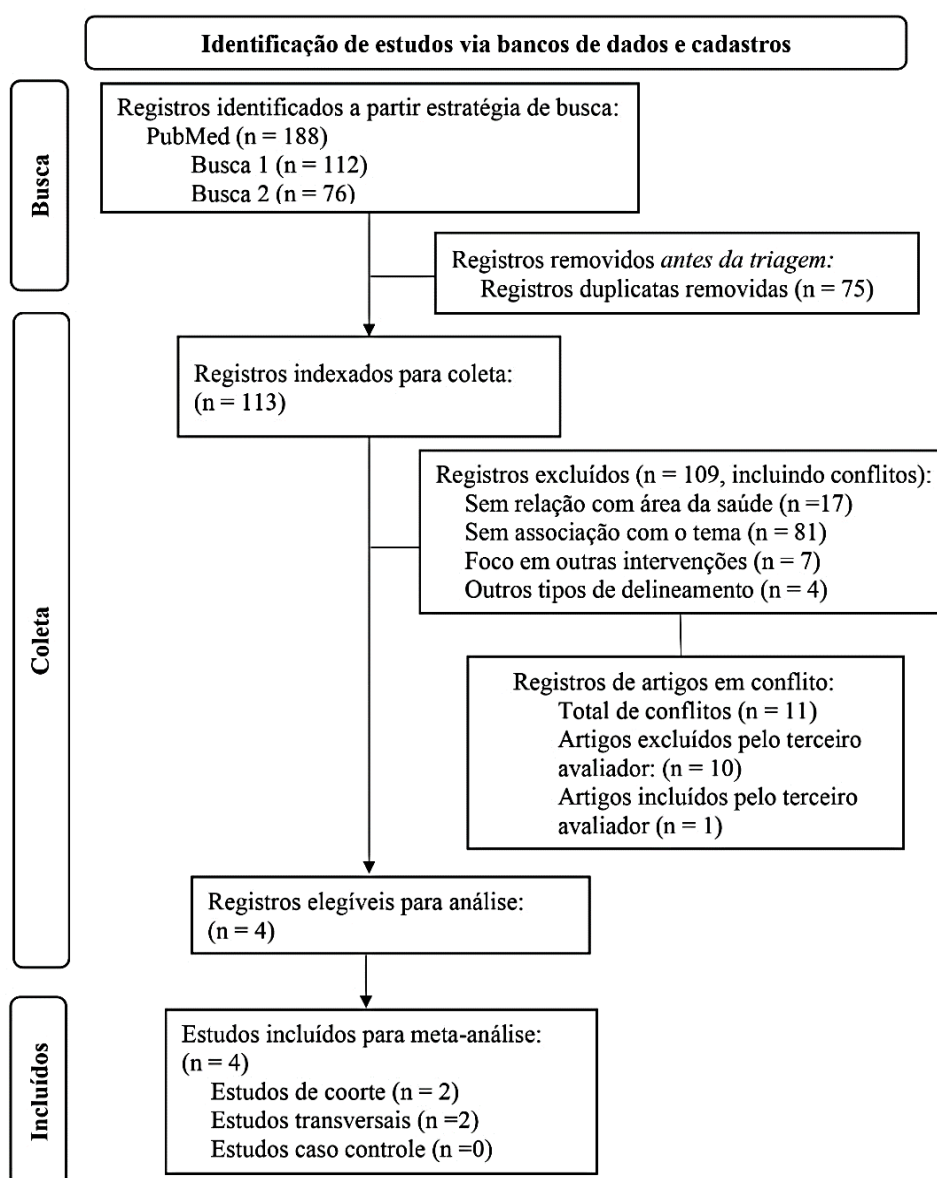 Identificação de estudos via bancos de dados e cadastros
Busca
Registros identificados a partir estratégia de busca:
PubMed (n = 188)
Busca 1 (n = 112)
Busca 2 (n = 76)
Registros removidos antes da triagem:
Registros duplicatas removidas (n = 75)
Coleta
Registros indexados para coleta:
(n = 113)
Registros excluídos (n = 109, incluindo conflitos):
Sem relação com área da saúde (n =17)
Sem associação com o tema (n = 81)
Foco em outras intervenções (n = 7)
Outros tipos de delineamento (n = 4)
Registros de artigos em conflito:
Total de conflitos (n = 11)
Artigos excluídos pelo terceiro
avaliador: (n = 10)
Artigos incluídos pelo terceiro
avaliador (n = 1)
Registros elegíveis para análise:
(n = 4)
Incluídos
Estudos incluídos para meta-análise:
(n = 4)
Estudos de coorte (n = 2)
Estudos transversais (n =2)
Estudos caso controle (n =0)